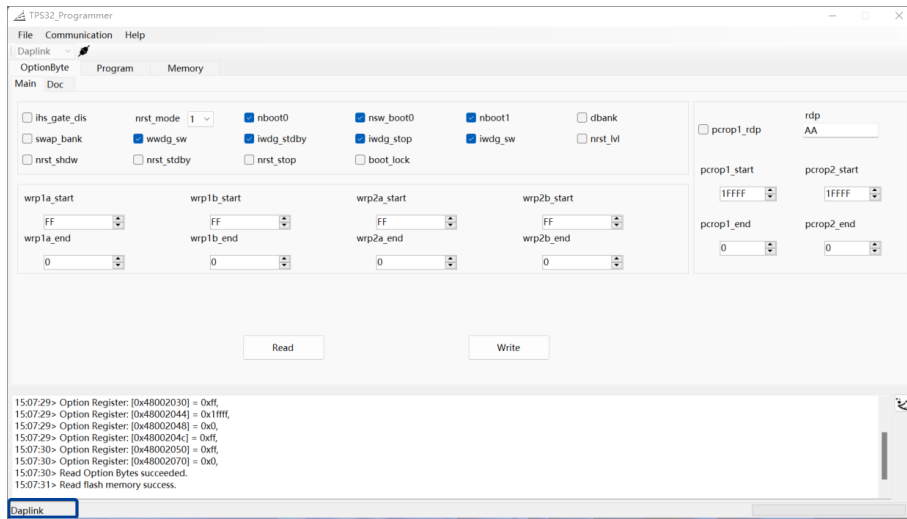 TPS32_Programmer
File Communication Help
Daplink
OptionByte Program Memory
Main Doc
ihs_gate_dis nrst_mode 1 nboot0 nsw_boot0 nboot1 dbank
swap_bank wwdg_sw iwdg_stdby iwdg_stop iwdg_sw nrst_lvl
nrst_shdw nrst_stdby nrst_stop boot_lock
rdp
pcrop1_rdp AA
pcrop1_start pcrop2_start
1FFFF 1FFFF
pcrop1_end pcrop2_end
0 0
wrp1a_start wrp1b_start wrp2a_start wrp2b_start
FF FF FF FF
wrp1a_end wrp1b_end wrp2a_end wrp2b_end
0 0 0 0
Read Write
15:07:29> Option Register: [0x48002030] = 0xff,
15:07:29> Option Register: [0x48002044] = 0x1ffff,
15:07:29> Option Register: [0x48002048] = 0x0,
15:07:29> Option Register: [0x4800204c] = 0xff,
15:07:30> Option Register: [0x48002050] = 0xff,
15:07:30> Option Register: [0x48002070] = 0x0,
15:07:30> Read Option Bytes succeeded.
15:07:31> Read flash memory success.
Daplink